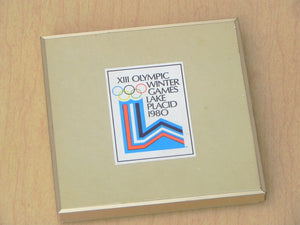 XIII OLYMPIC
WINTER
GAMES
LAKE
PLACID
1980